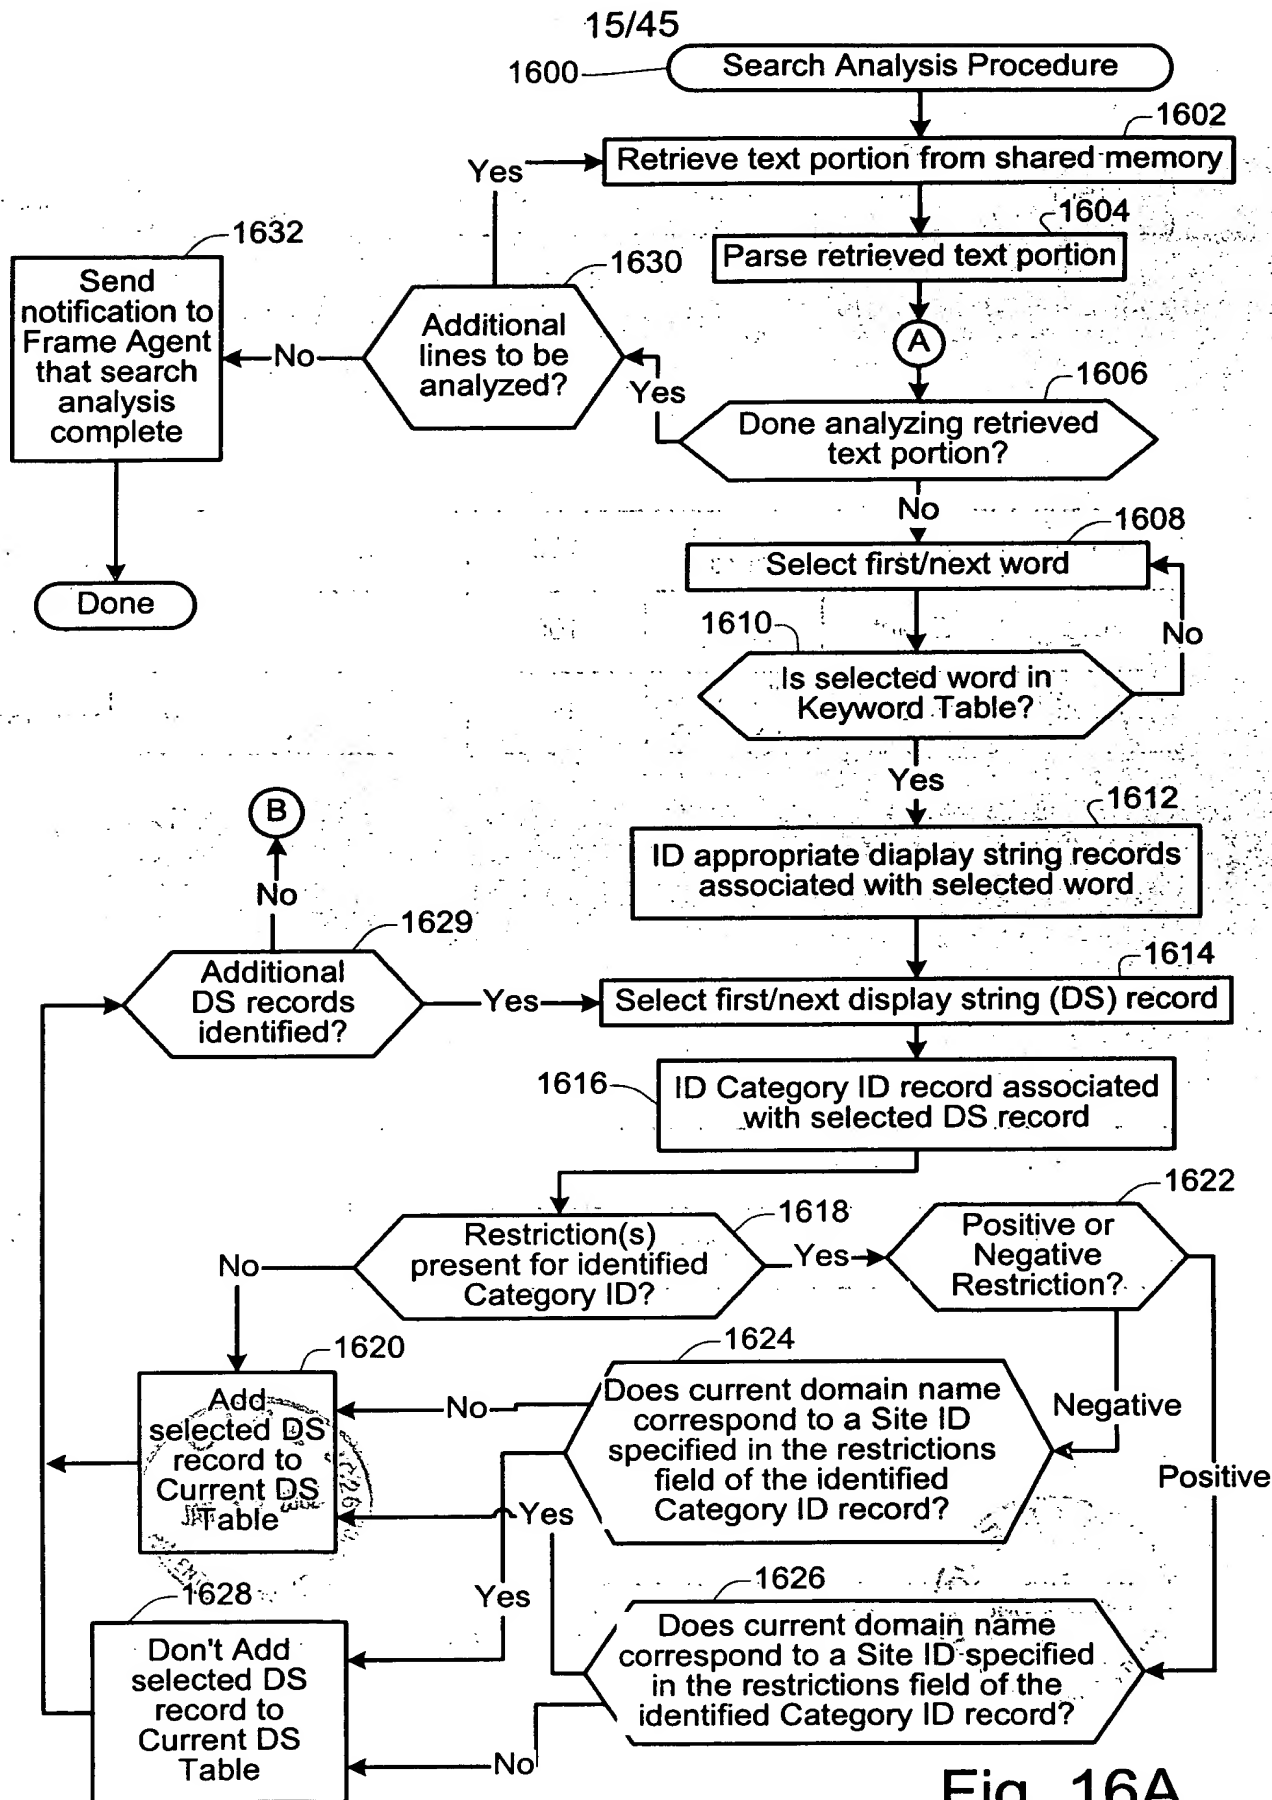 15/45
1600
Search Analysis Procedure
1602
Retrieve text portion from shared memory
Yes
1604
Parse retrieved text portion
1632
Send
notification to
Frame Agent
that search
analysis
complete
1630
Additional
lines to be
analyzed?
No
Yes
A
1606
Done analyzing retrieved
text portion?
No
1608
Select first/next word
Done
1610
No
Is selected word in
Keyword Table?
Yes
B
1612
ID appropriate diaplay string records
associated with selected word
No
1629
Additional
DS records
identified?
Yes
1614
Select first/next display string (DS) record
1616
ID Category ID record associated
with selected DS record
1618
Restriction(s)
present for identified
Category ID?
No
Yes
1622
Positive or
Negative
Restriction?
1620
Add
selected DS
record to
Current DS
Table
1624
Does current domain name
correspond to a Site ID
specified in the restrictions
field of the identified
Category ID record?
No
Negative
Positive
Yes
Yes
1628
Don't Add
selected DS
record to
Current DS
Table
1626
Does current domain name
correspond to a Site ID specified
in the restrictions field of the
identified Category ID record?
No
Fig. 16A